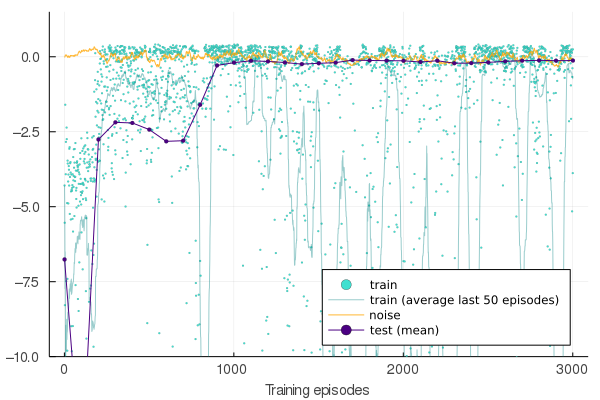 0.0
−2.5
−5.0
−7.5
−10.0
0
1000
2000
3000
Training episodes
train
train (average last 50 episodes)
noise
test (mean)